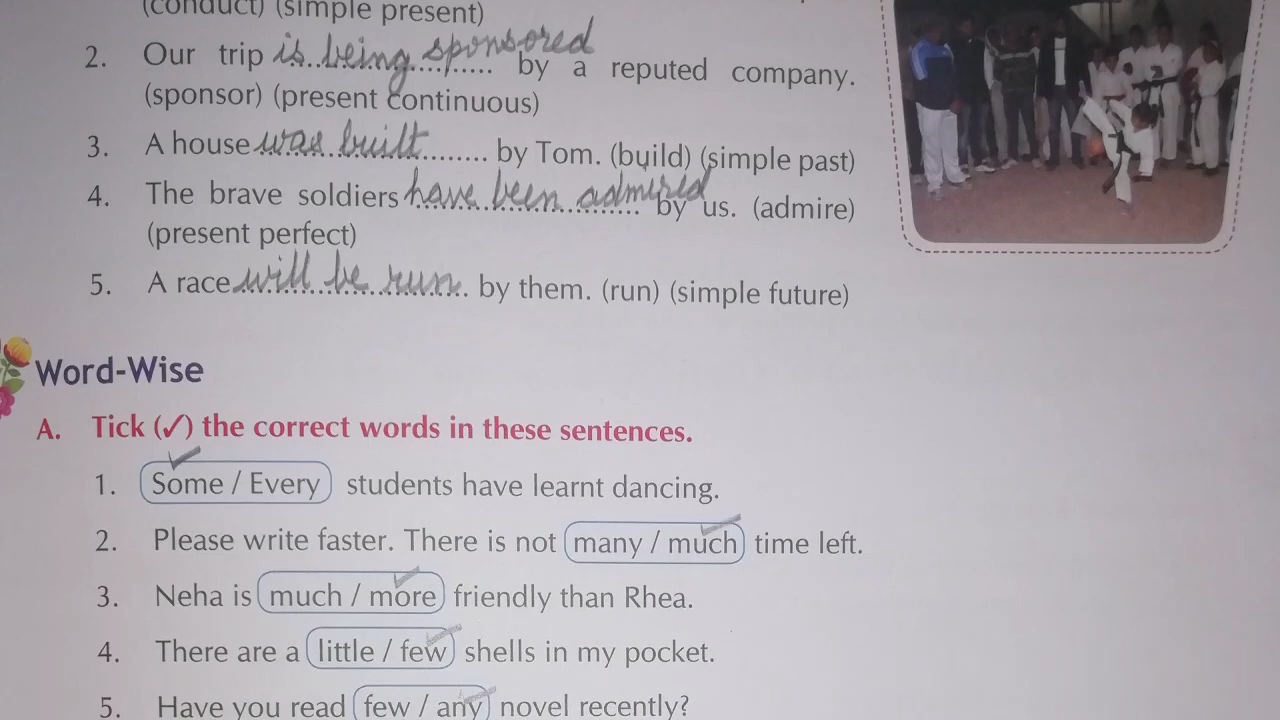 (conduct) (simple present)
2. Our trip is being sponsored by a reputed company.
(sponsor) (present continuous)
3. A house was built by Tom. (build) (simple past)
4. The brave soldiers have been admired by us. (admire)
(present perfect)
5. A race will be run by them. (run) (simple future)
Word-Wise
A. Tick (✓) the correct words in these sentences.
1. Some / Every students have learnt dancing.
2. Please write faster. There is not many / much time left.
3. Neha is much / more friendly than Rhea.
4. There are a little / few shells in my pocket.
5. Have you read few / any novel recently?